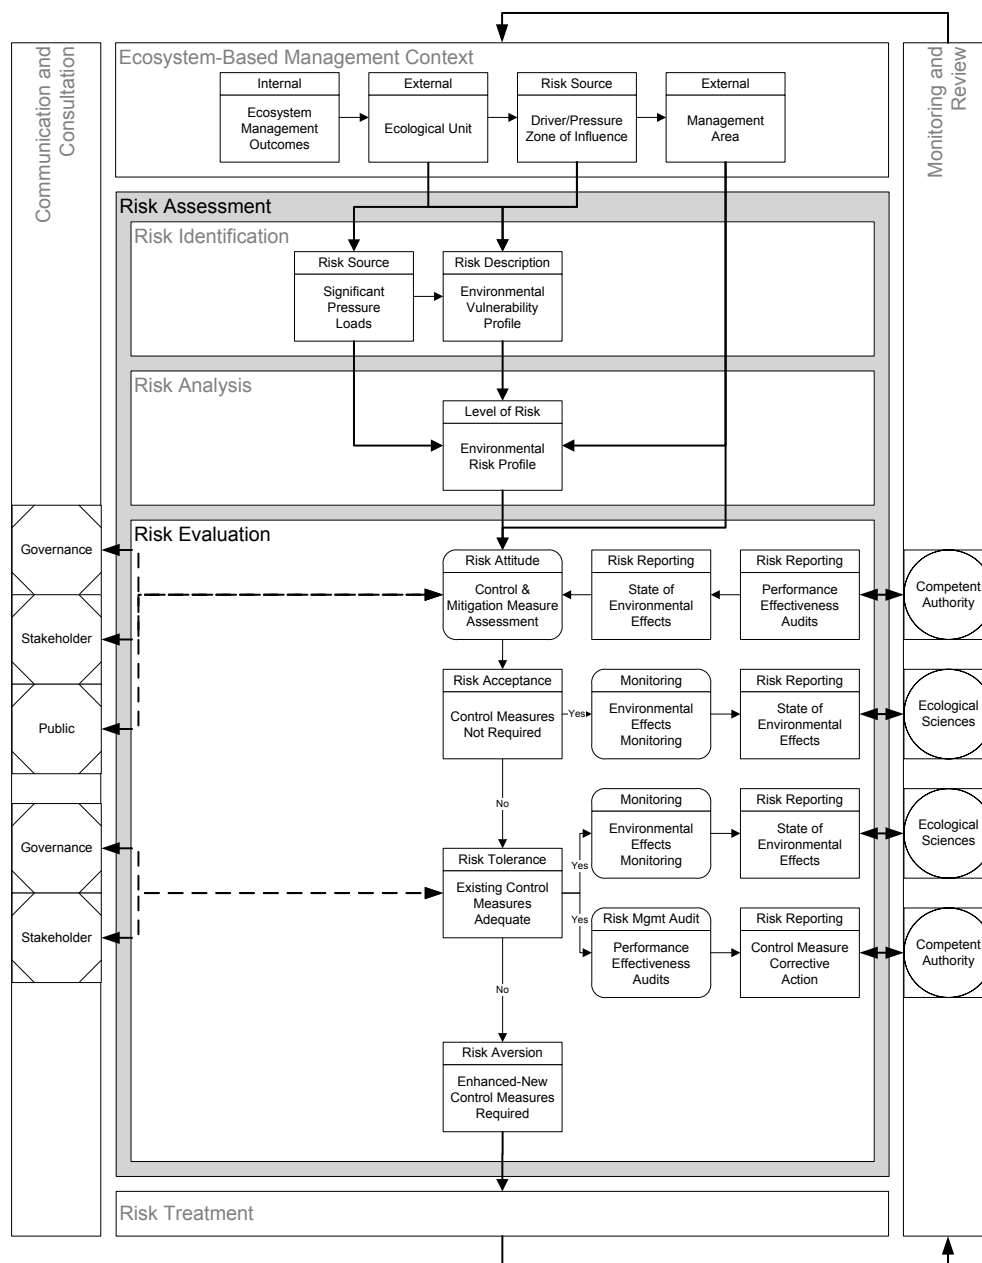 Communication and
Consultation
Ecosystem-Based Management Context
Internal
Ecosystem
Management
Outcomes
External
Ecological Unit
Risk Source
Driver/Pressure
Zone of Influence
External
Management
Area
Monitoring and
Review
Risk Assessment
Risk Identification
Risk Source
Significant
Pressure
Loads
Risk Description
Environmental
Vulnerability
Profile
Risk Analysis
Level of Risk
Environmental
Risk Profile
Risk Evaluation
Governance
Stakeholder
Public
Risk Attitude
Control &
Mitigation Measure
Assessment
Risk Reporting
State of
Environmental
Effects
Risk Reporting
Performance
Effectiveness
Audits
Competent
Authority
Risk Acceptance
Control Measures
Not Required
Yes
Monitoring
Environmental
Effects
Monitoring
Risk Reporting
State of
Environmental
Effects
Ecological
Sciences
No
Governance
Stakeholder
Risk Tolerance
Existing Control
Measures
Adequate
Yes
Monitoring
Environmental
Effects
Monitoring
Risk Reporting
State of
Environmental
Effects
Ecological
Sciences
Yes
Risk Mgmt Audit
Performance
Effectiveness
Audits
Risk Reporting
Control Measure
Corrective
Action
Competent
Authority
No
Risk Aversion
Enhanced-New
Control Measures
Required
Risk Treatment